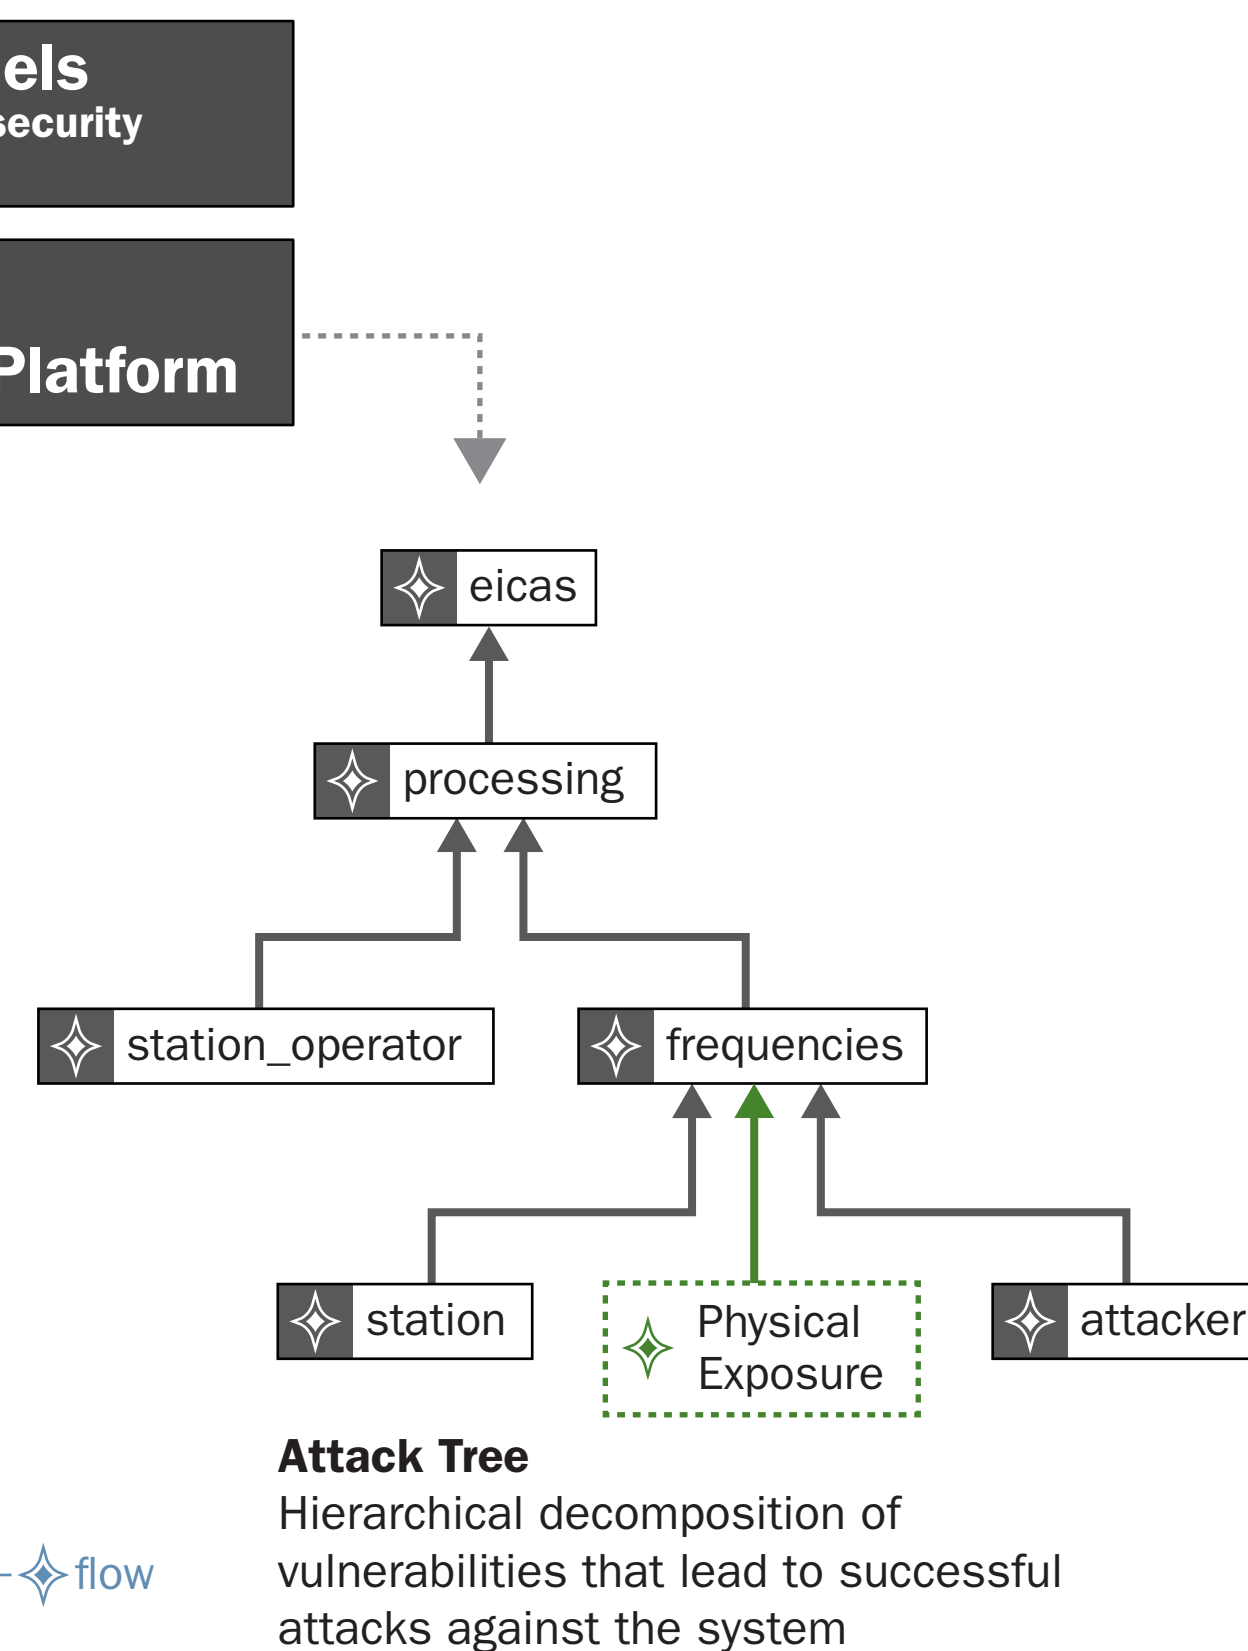 els
security
Platform
eicas
processing
station_operator
frequencies
station
Physical
Exposure
attacker
Attack Tree
Hierarchical decomposition of
vulnerabilities that lead to successful
attacks against the system
flow